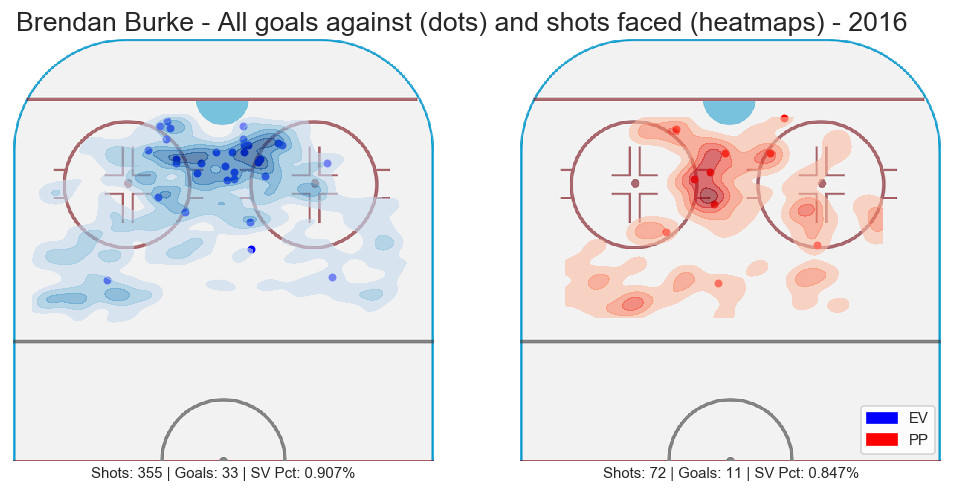 Brendan Burke - All goals against (dots) and shots faced (heatmaps) - 2016
EV
PP
Shots: 355 | Goals: 33 | SV Pct: 0.907%
Shots: 72 | Goals: 11 | SV Pct: 0.847%